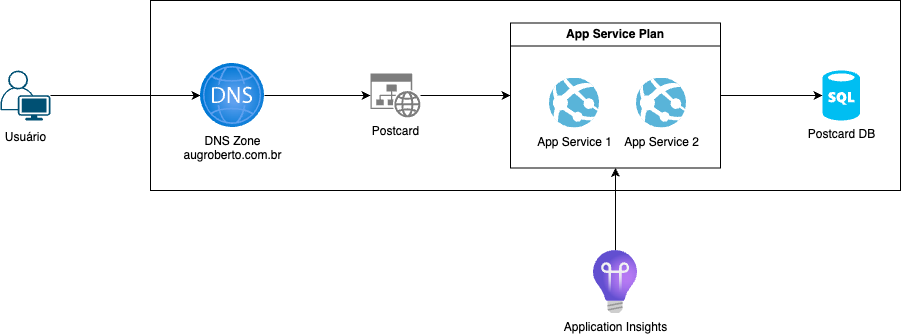 App Service Plan
DNS
SQL
Usuário
DNS Zone
augroberto.com.br
Postcard
App Service 1
App Service 2
Postcard DB
Application Insights